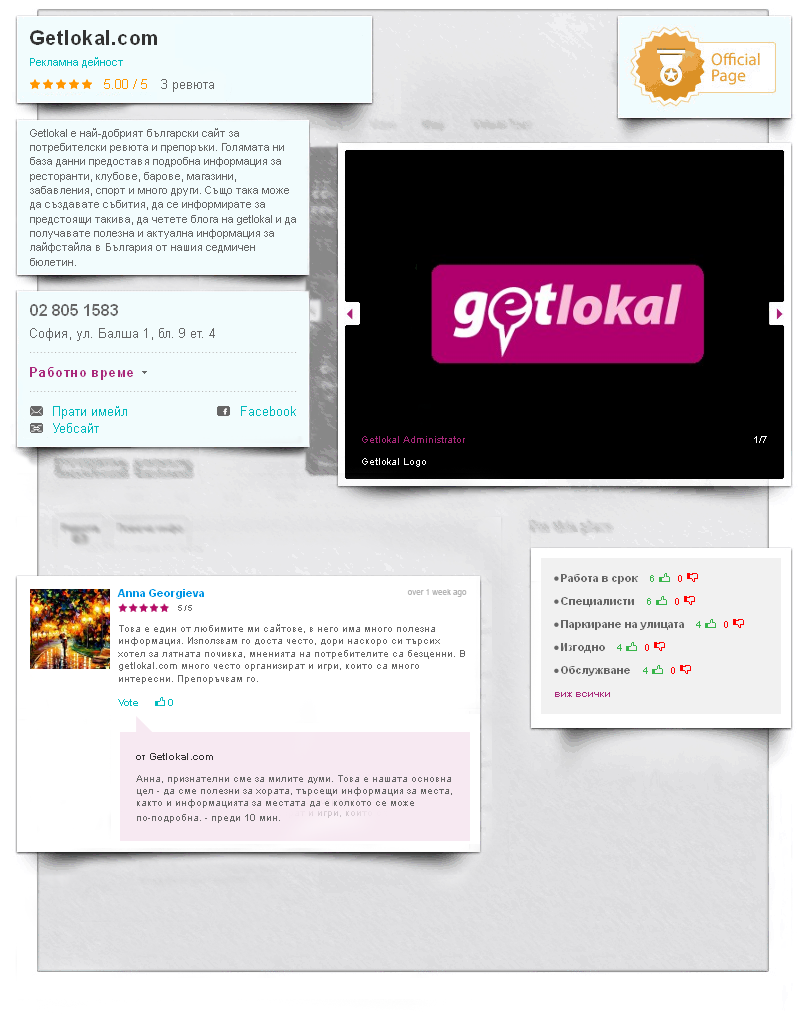 Getlokal.com
Рекламна дейност
5.00 / 5 3 ревюта
Official
Page
Getlokal е най-добрият български сайт за
потребителски ревюта и препоръки. Голямата ни
база данни предоставя подробна информация за
ресторанти, клубове, барове, магазини,
забавления, спорт и много други. Също така може
да създавате събития, да се информирате за
предстоящи такива, да четете блога на getlokal и да
получавате полезна и актуална информация за
лайфстайла в България от нашия седмичен
бюлетин.
02 805 1583
София, ул. Балша 1, бл. 9 ет. 4
Работно време
Прати имейл Facebook
Уебсайт
getlokal
Getlokal Administrator 1/7
Getlokal Logo
Anna Georgieva over 1 week ago
5/5
Това е един от любимите ми сайтове, в него има много полезна
информация. Използвам го доста често, дори наскоро си търсих
хотел за лятната почивка, мненията на потребителите са безценни. В
getlokal.com много често организират и игри, които са много
интересни. Препоръчвам го.
Vote 0
от Getlokal.com
Анна, признателни сме за милите думи. Това е нашата основна
цел - да сме полезни за хората, търсещи информация за места,
както и информацията за местата да е колкото се може
по-подробна. - преди 10 мин.
•Работа в срок 6 0
•Специалисти 6 0
•Паркиране на улицата 4 0
•Изгодно 4 0
•Обслужване 4 0
виж всички